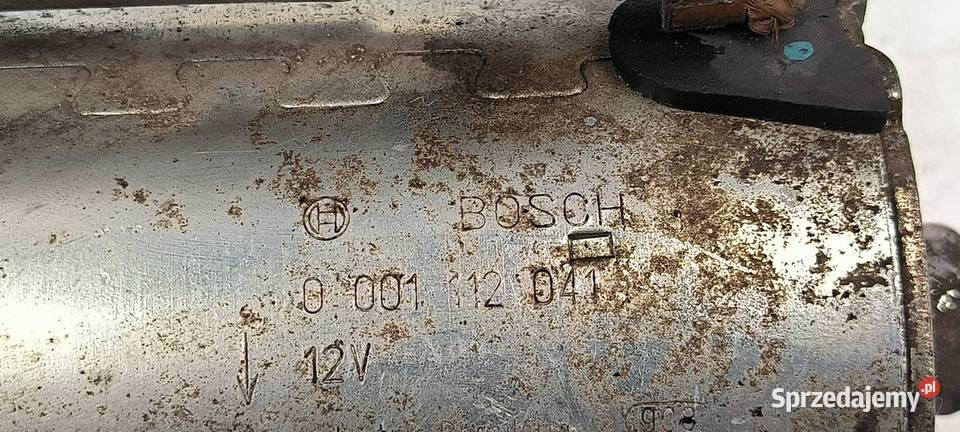 BOSCH
0 001 112 041
12V
Sprzedajemy.pl